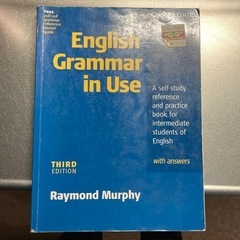 English
Grammar
in Use
A self-study
reference
and practice
book for
intermediate
students of
English
with answers
THIRD
EDITION
Raymond Murphy